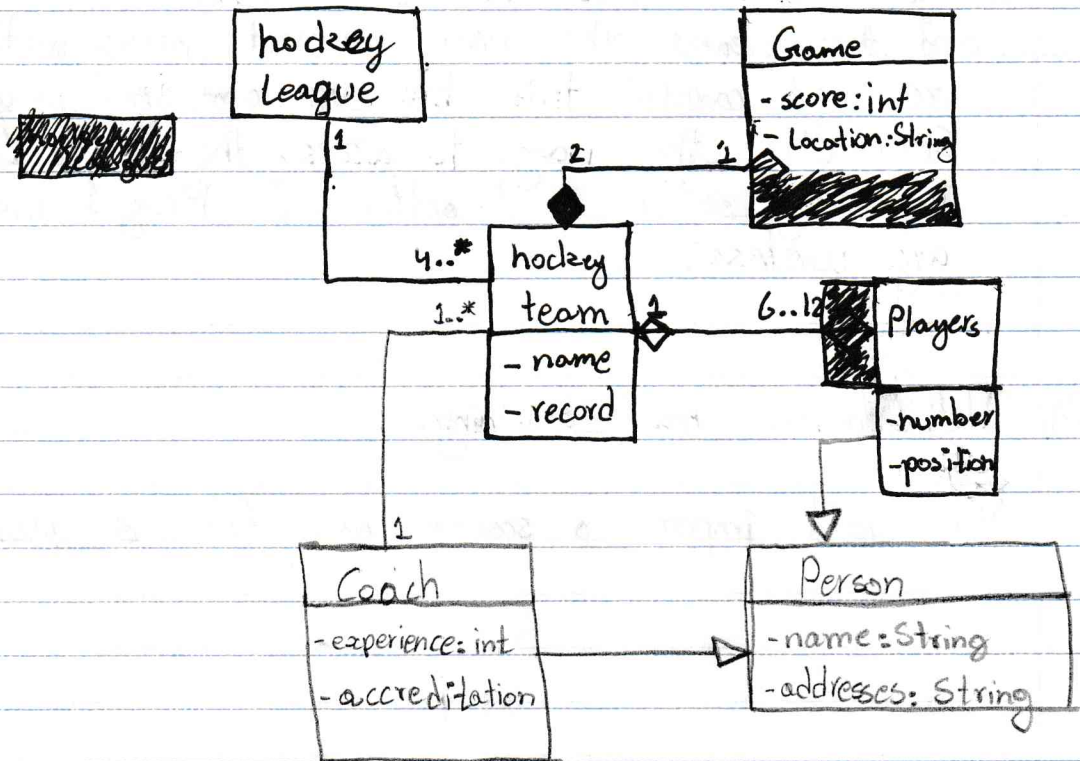 hockey
League
Game
- score: int
- Location: String
1
2
1
4..*
hockey
team
- name
- record
1..*
1
6..12
Players
- number
- position
1
Coach
- experience: int
- accreditation
Person
- name: String
- addresses: String